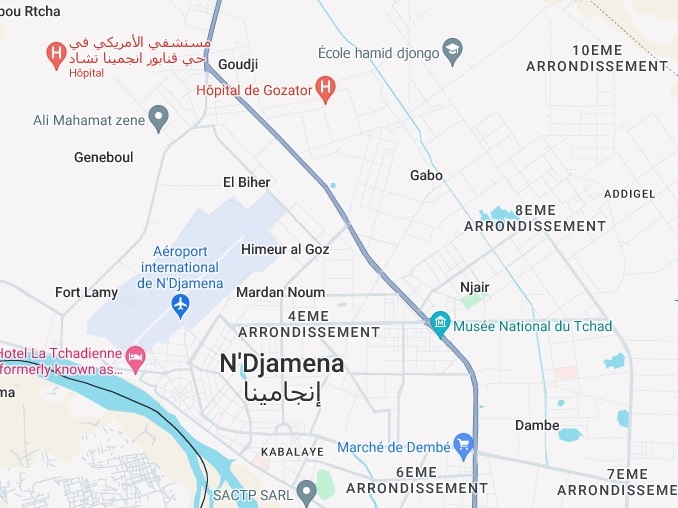 bou Rtcha
مستشفي الأمريكي في
حي قنابور انجمينا تشاد
Hôpital
Goudji
École hamid djongo
10EME
ARRONDISSEMENT
Hôpital de Gozator
Ali Mahamat zene
Geneboul
El Biher
Gabo
ADDIGEL
8EME
ARRONDISSEMENT
Aéroport
international
de N'Djamena
Himeur al Goz
Fort Lamy
Mardan Noum
Njair
4EME
ARRONDISSEMENT
Musée National du Tchad
Hotel La Tchadienne
formerly known as...
N'Djamena
إنجامينا
ma
Dambe
Marché de Dembé
KABALAYE
6EME
ARRONDISSEMENT
7EME
ARRONDISSEME
SACTP SARL